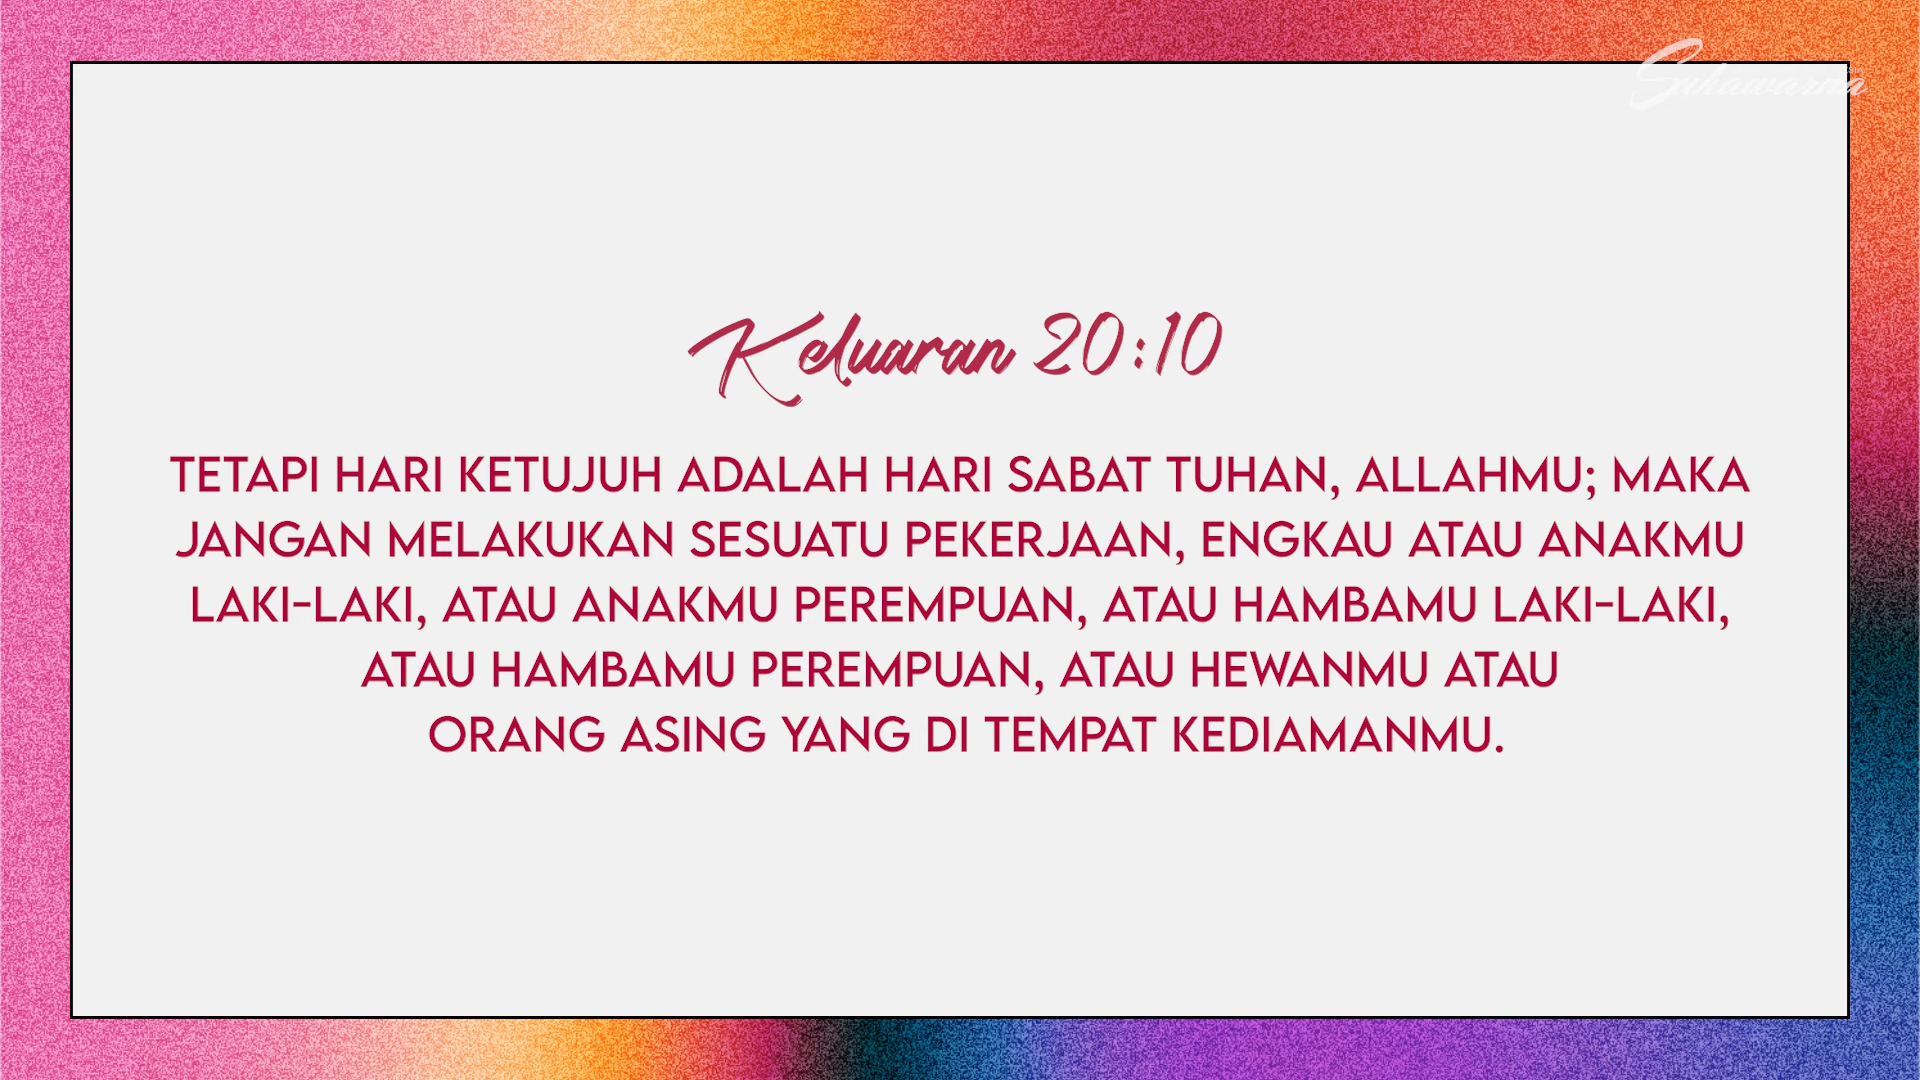 Sukawarna
Keluaran 20:10
TETAPI HARI KETUJUH ADALAH HARI SABAT TUHAN, ALLAHMU; MAKA
JANGAN MELAKUKAN SESUATU PEKERJAAN, ENGKAU ATAU ANAKMU
LAKI-LAKI, ATAU ANAKMU PEREMPUAN, ATAU HAMBAMU LAKI-LAKI,
ATAU HAMBAMU PEREMPUAN, ATAU HEWANMU ATAU
ORANG ASING YANG DI TEMPAT KEDIAMANMU.